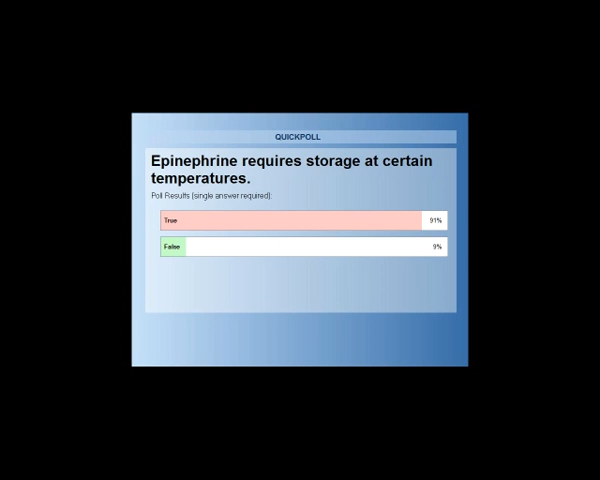 QUICKPOLL
Epinephrine requires storage at certain
temperatures.
Poll Results (single answer required):
True 91%
False 9%